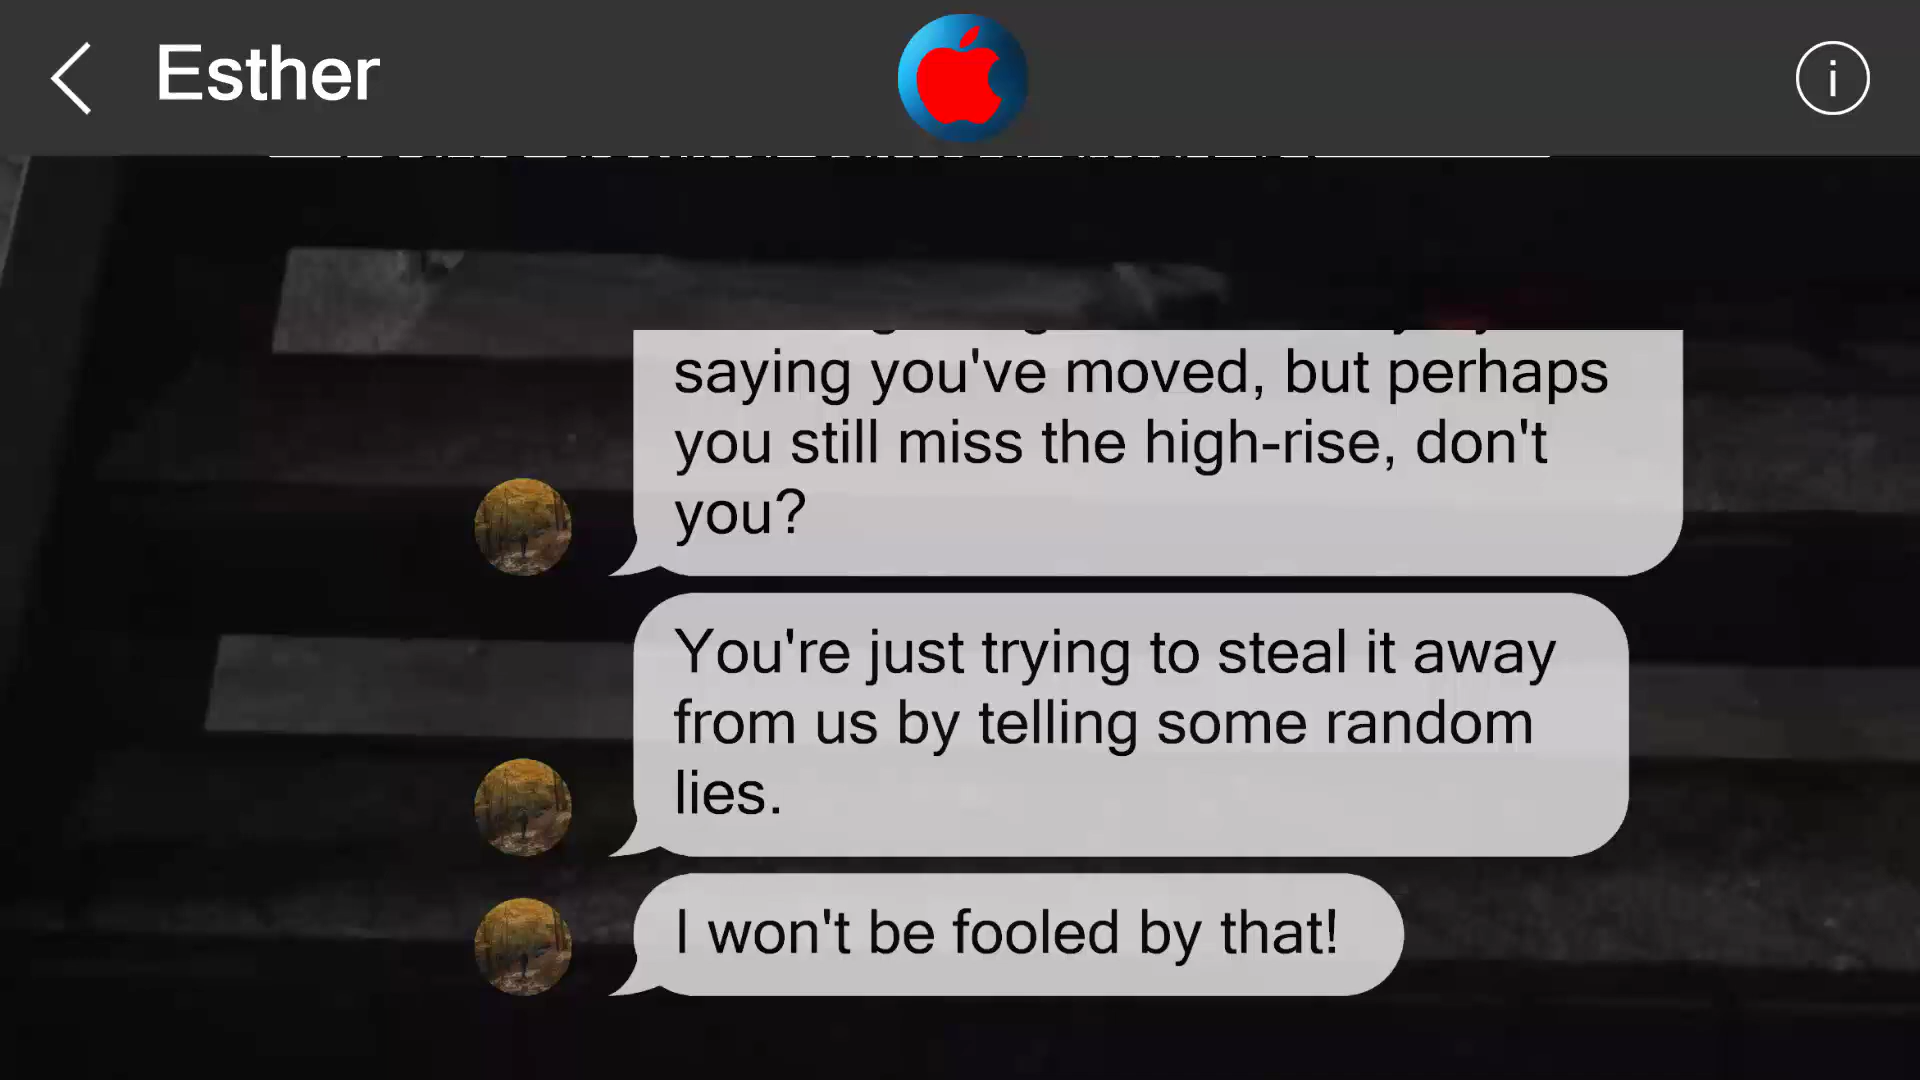 Esther
i
saying you've moved, but perhaps
you still miss the high-rise, don't
you?
You're just trying to steal it away
from us by telling some random
lies.
I won't be fooled by that!